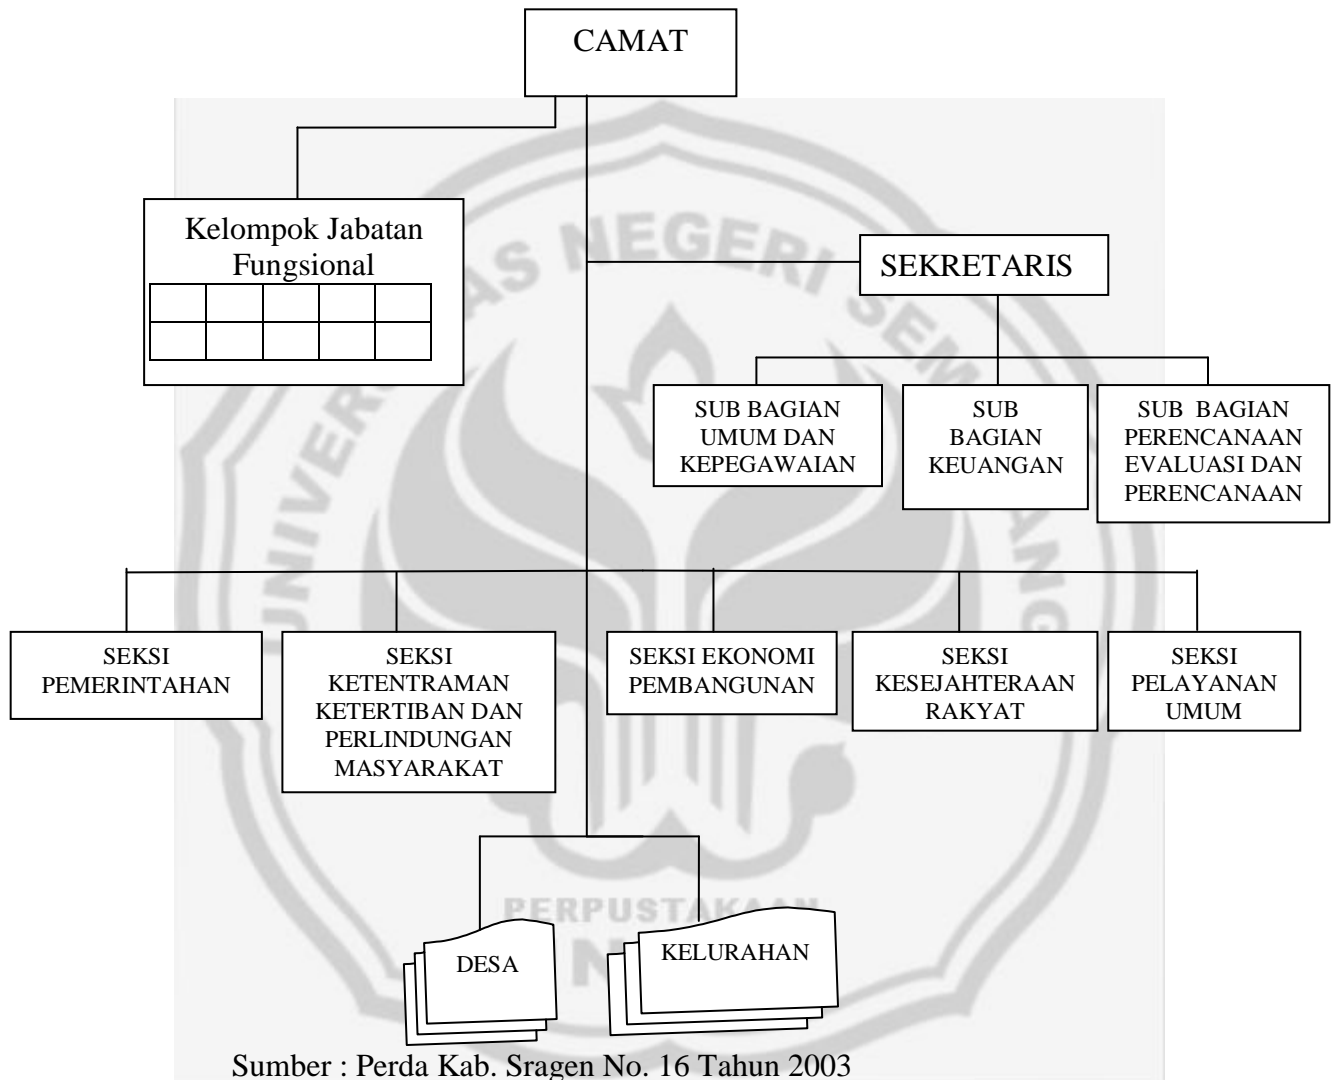 CAMAT
Kelompok Jabatan
Fungsional
SEKRETARIS
SUB BAGIAN
UMUM DAN
KEPEGAWAIAN
SUB
BAGIAN
KEUANGAN
SUB BAGIAN
PERENCANAAN
EVALUASI DAN
PERENCANAAN
SEKSI
PEMERINTAHAN
SEKSI
KETENTRAMAN
KETERTIBAN DAN
PERLINDUNGAN
MASYARAKAT
SEKSI EKONOMI
PEMBANGUNAN
SEKSI
KESEJAHTERAAN
RAKYAT
SEKSI
PELAYANAN
UMUM
DESA
KELURAHAN
PERPUSTAKAAN
Sumber : Perda Kab. Sragen No. 16 Tahun 2003